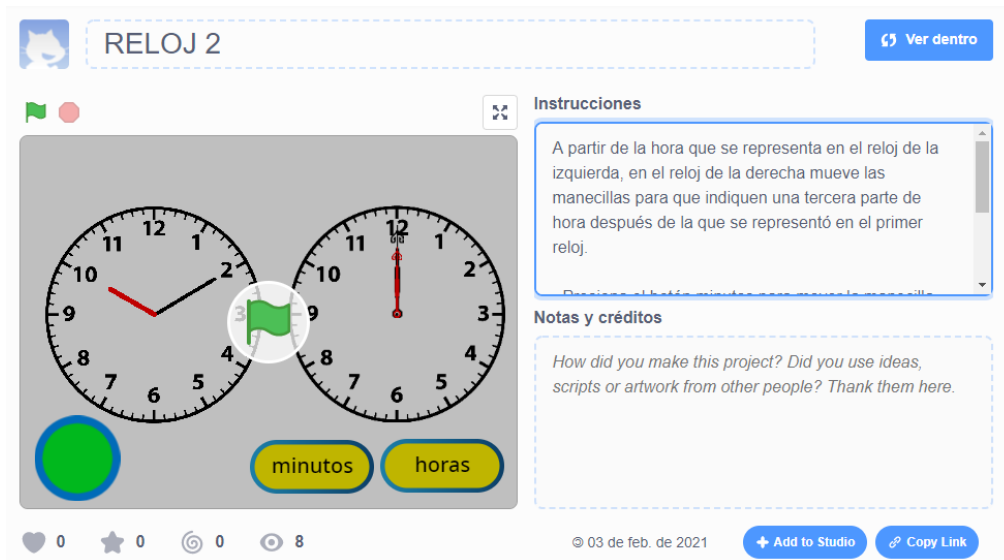 RELOJ 2
Ver dentro
Instrucciones
A partir de la hora que se representa en el reloj de la
izquierda, en el reloj de la derecha mueve las
manecillas para que indiquen una tercera parte de
hora después de la que se representó en el primer
reloj.
12
1
2
3
4
5
6
7
8
9
10
11
12
1
2
3
4
5
6
7
8
9
10
11
minutos
horas
Notas y créditos
How did you make this project? Did you use ideas,
scripts or artwork from other people? Thank them here.
0
0
0
8
© 03 de feb. de 2021
Add to Studio
Copy Link